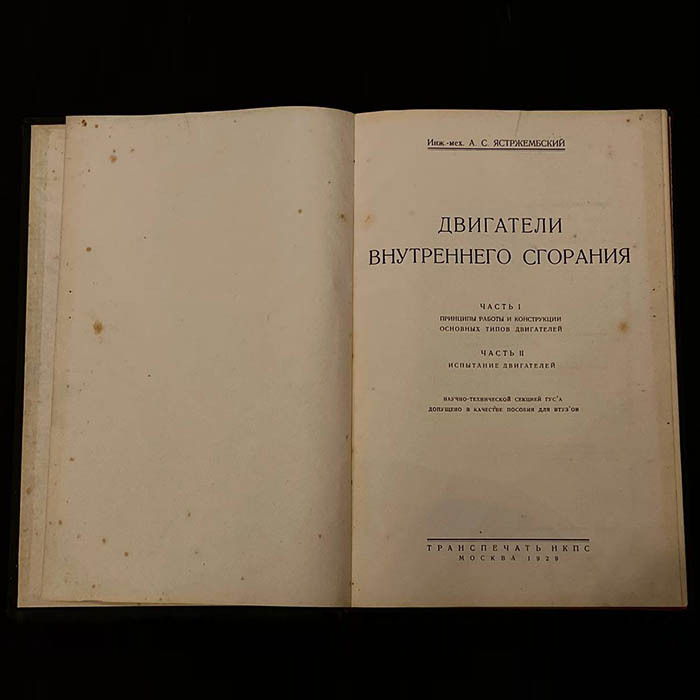 Инж.-мех. А. С. ЯСТРЖЕМБСКИЙ
ДВИГАТЕЛИ
ВНУТРЕННЕГО СГОРАНИЯ
ЧАСТЬ I
ПРИНЦИПЫ РАБОТЫ И КОНСТРУКЦИИ
ОСНОВНЫХ ТИПОВ ДВИГАТЕЛЕЙ
ЧАСТЬ II
ИСПЫТАНИЕ ДВИГАТЕЛЕЙ
НАУЧНО-ТЕХНИЧЕСКОЙ СЕКЦИЕЙ ГУС'А
ДОПУЩЕНО В КАЧЕСТВЕ ПОСОБИЯ ДЛЯ ВТУЗ'ОВ
ТРАНСПЕЧАТЬ НКПС
МОСКВА 1929